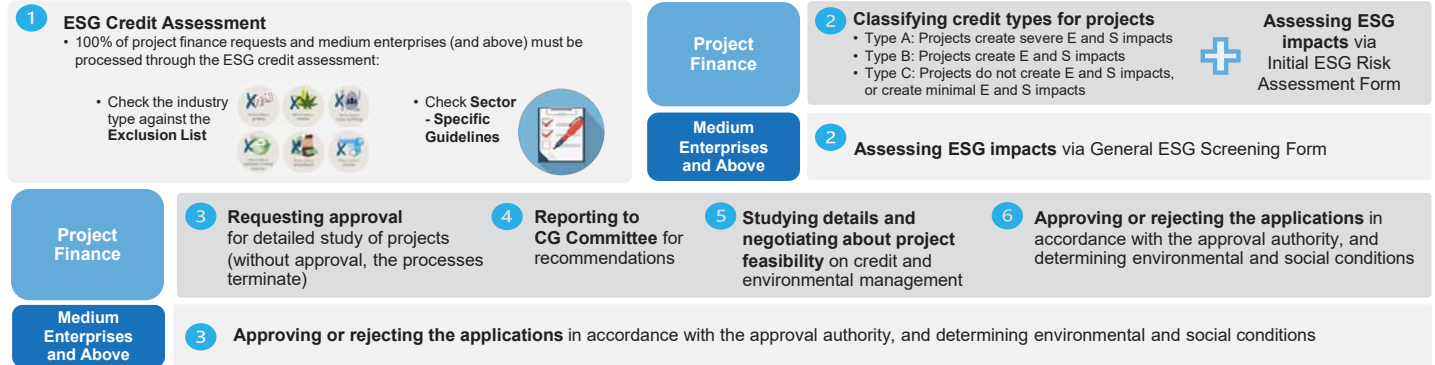 1
ESG Credit Assessment
• 100% of project finance requests and medium enterprises (and above) must be
processed through the ESG credit assessment:
• Check the industry
type against the
Exclusion List
• Check Sector
- Specific
Guidelines
Project
Finance
2
Classifying credit types for projects
• Type A: Projects create severe E and S impacts
• Type B: Projects create E and S impacts
• Type C: Projects do not create E and S impacts,
or create minimal E and S impacts
Assessing ESG
impacts via
Initial ESG Risk
Assessment Form
Medium
Enterprises
and Above
2
Assessing ESG impacts via General ESG Screening Form
Project
Finance
3
Requesting approval
for detailed study of projects
(without approval, the processes
terminate)
4
Reporting to
CG Committee for
recommendations
5
Studying details and
negotiating about project
feasibility on credit and
environmental management
6
Approving or rejecting the applications in
accordance with the approval authority, and
determining environmental and social conditions
Medium
Enterprises
and Above
3
Approving or rejecting the applications in accordance with the approval authority, and determining environmental and social conditions